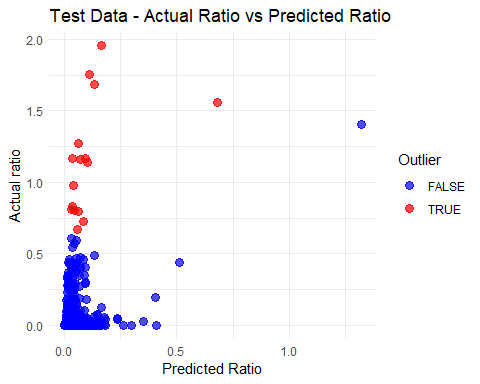 Test Data - Actual Ratio vs Predicted Ratio
2.0
1.5
1.0
0.5
0.0
Actual ratio
0.0
0.5
1.0
Predicted Ratio
Outlier
FALSE
TRUE